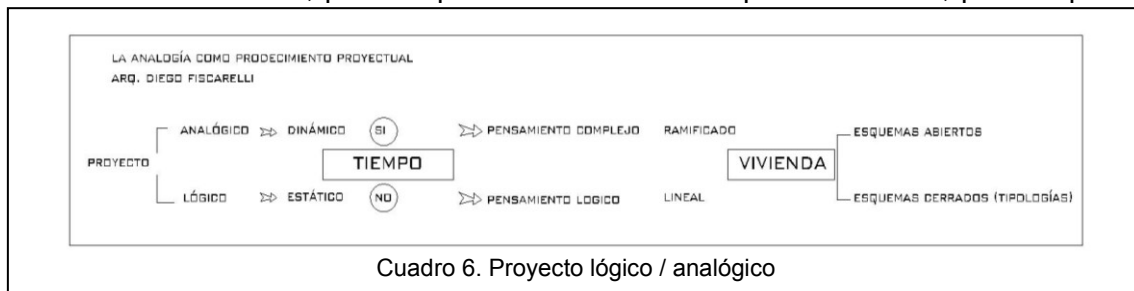 LA ANALOGÍA COMO PRODECIMIENTO PROYECTUAL
ARQ. DIEGO FISCARELLI
ANALÓGICO DINÁMICO SI PENSAMIENTO COMPLEJO RAMIFICADO ESQUEMAS ABIERTOS
PROYECTO TIEMPO VIVIENDA
LÓGICO ESTÁTICO NO PENSAMIENTO LOGICO LINEAL ESQUEMAS CERRADOS (TIPOLOGÍAS)
Cuadro 6. Proyecto lógico / analógico